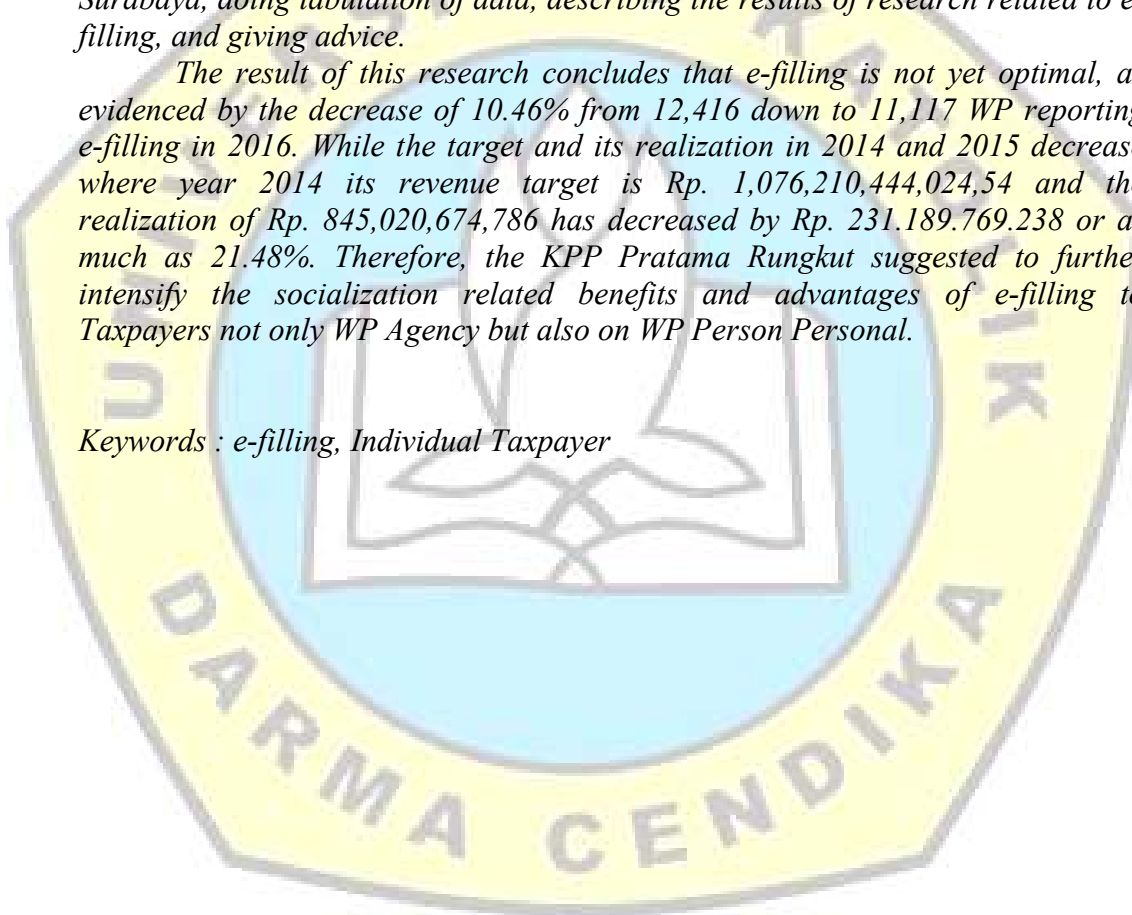 Surabaya, doing tabulation of data, describing the results of research related to e
filling, and giving advice.
The result of this research concludes that e-filling is not yet optimal, a
evidenced by the decrease of 10.46% from 12,416 down to 11,117 WP reporting
e-filling in 2016. While the target and its realization in 2014 and 2015 decreas
where year 2014 its revenue target is Rp. 1,076,210,444,024,54 and th
realization of Rp. 845,020,674,786 has decreased by Rp. 231.189.769.238 or a
much as 21.48%. Therefore, the KPP Pratama Rungkut suggested to furthe
intensify the socialization related benefits and advantages of e-filling t
Taxpayers not only WP Agency but also on WP Person Personal.
Keywords : e-filling, Individual Taxpayer
DARMA CENDIKA